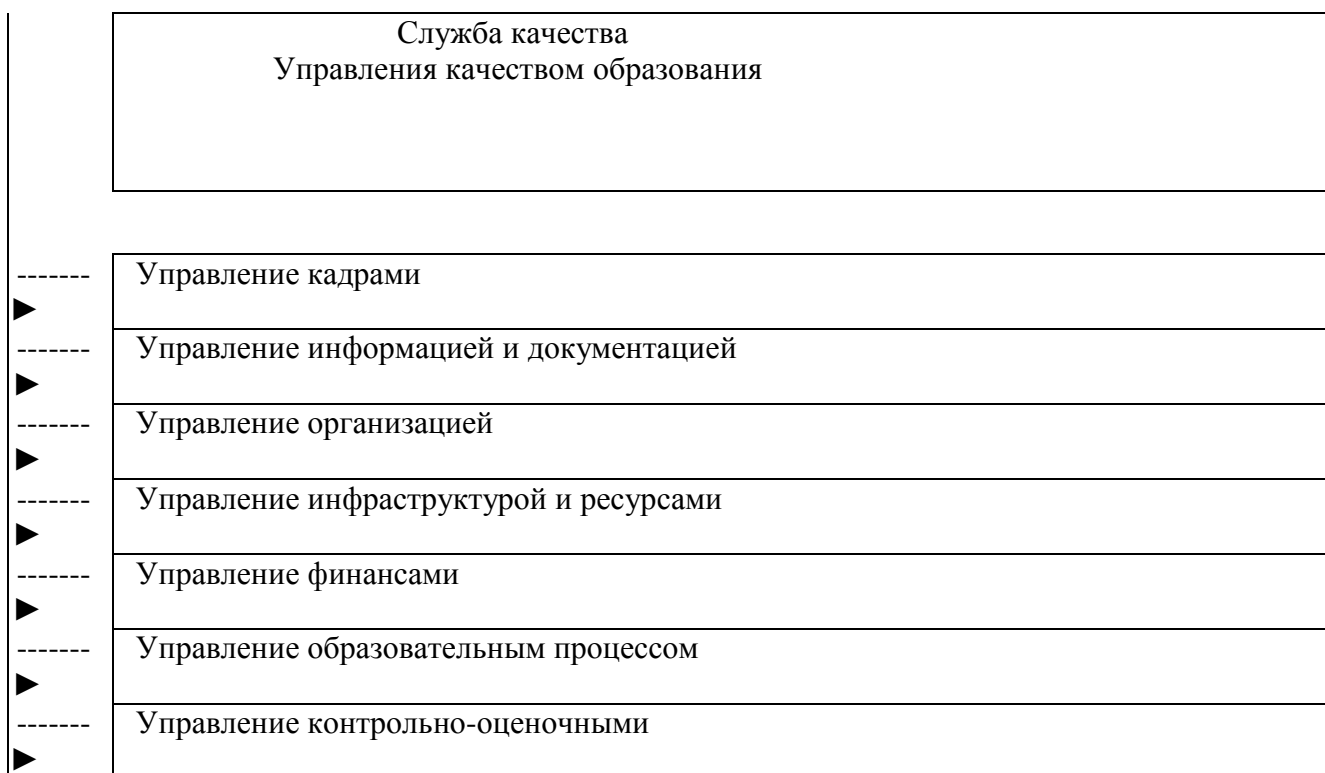 Служба качества
Управления качеством образования
------- Управление кадрами
►
------- Управление информацией и документацией
►
------- Управление организацией
►
------- Управление инфраструктурой и ресурсами
►
------- Управление финансами
►
------- Управление образовательным процессом
►
------- Управление контрольно-оценочными
►